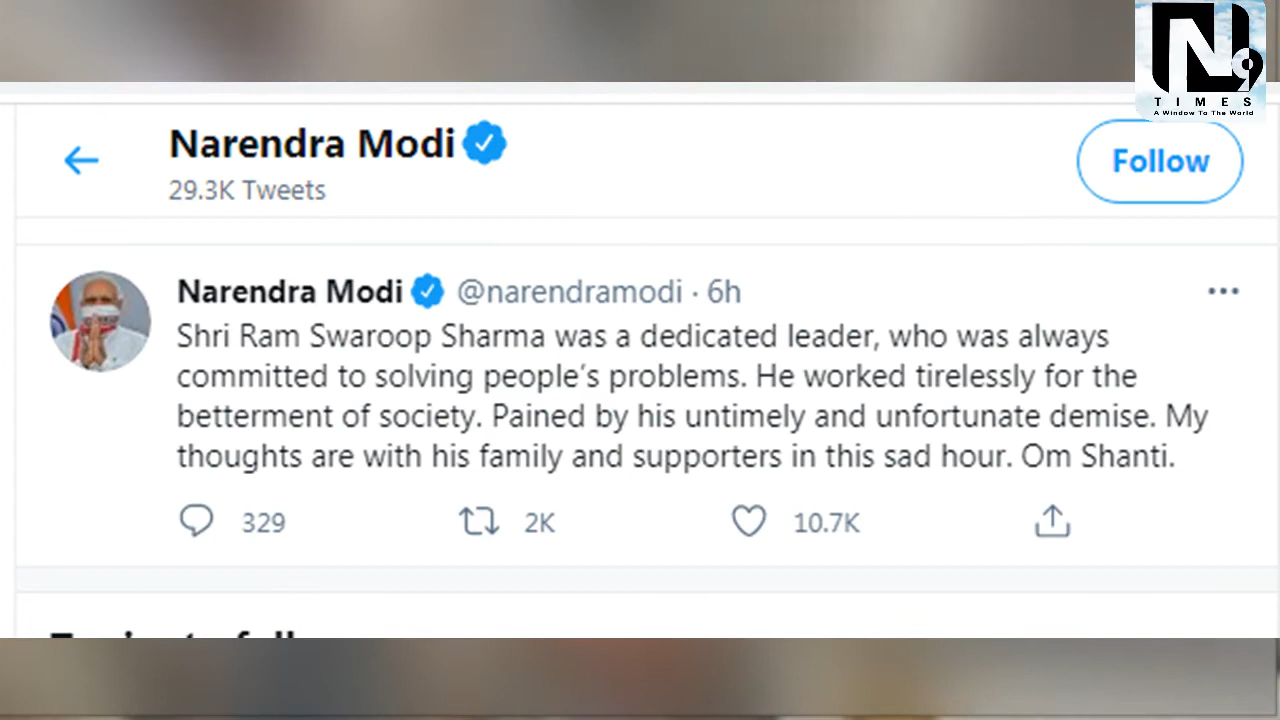 N9
TIMES
A Window To The World
Narendra Modi
29.3K Tweets
Follow
Narendra Modi @narendramodi · 6h
Shri Ram Swaroop Sharma was a dedicated leader, who was always
committed to solving people’s problems. He worked tirelessly for the
betterment of society. Pained by his untimely and unfortunate demise. My
thoughts are with his family and supporters in this sad hour. Om Shanti.
329 2K 10.7K